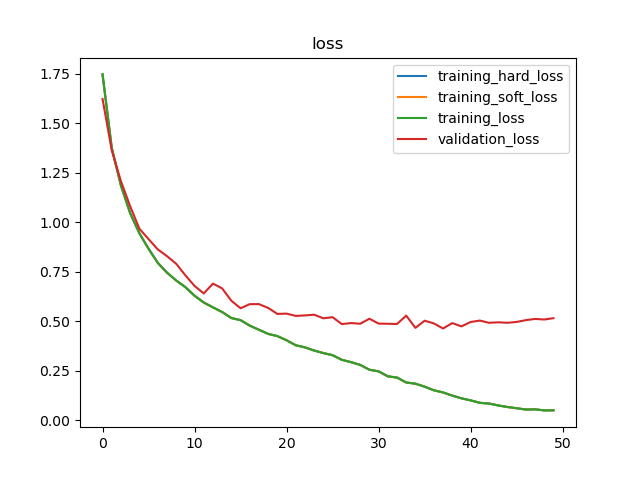 loss
training_hard_loss
training_soft_loss
training_loss
validation_loss
1.75
1.50
1.25
1.00
0.75
0.50
0.25
0.00
0 10 20 30 40 50